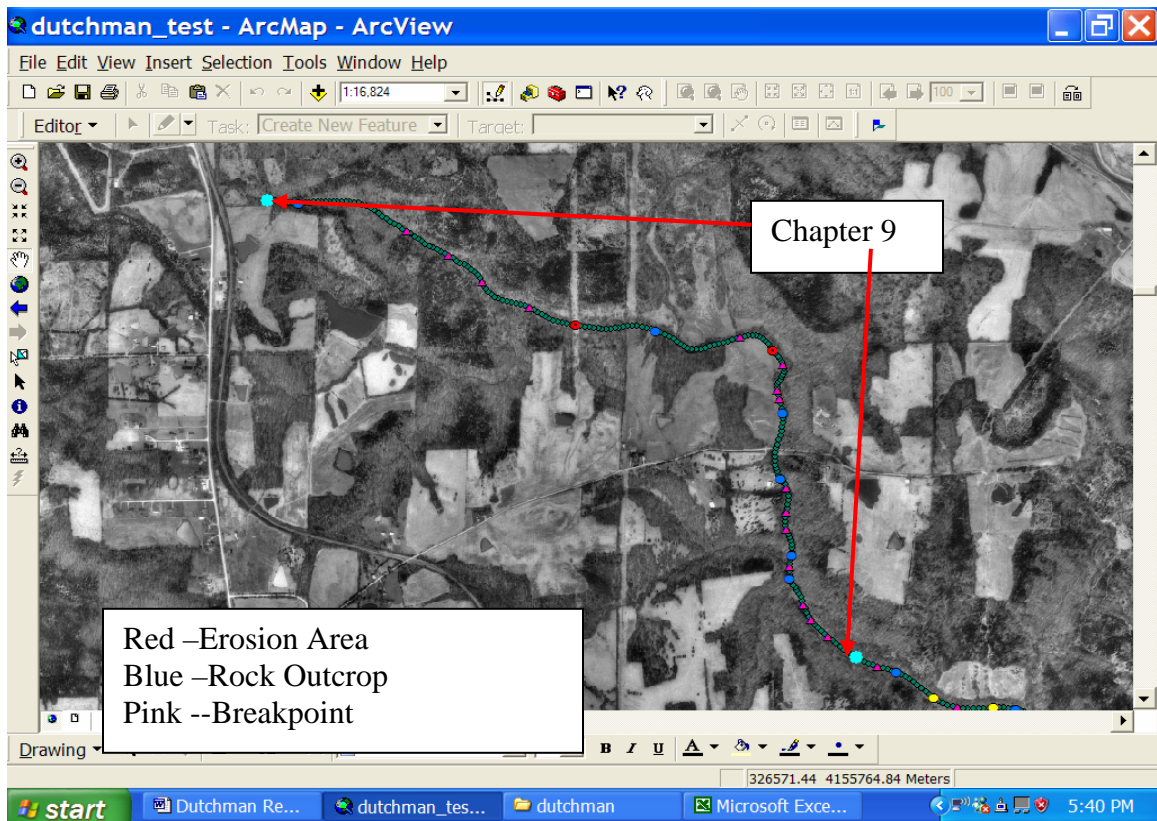 dutchman_test - ArcMap - ArcView
File Edit View Insert Selection Tools Window Help
1:16,824
100
Editor
Task: Create New Feature
Target:
Chapter 9
Red –Erosion Area
Blue –Rock Outcrop
Pink --Breakpoint
Drawing
B I U A
326571.44 4155764.84 Meters
start
Dutchman Re...
dutchman_tes...
dutchman
Microsoft Exce...
5:40 PM